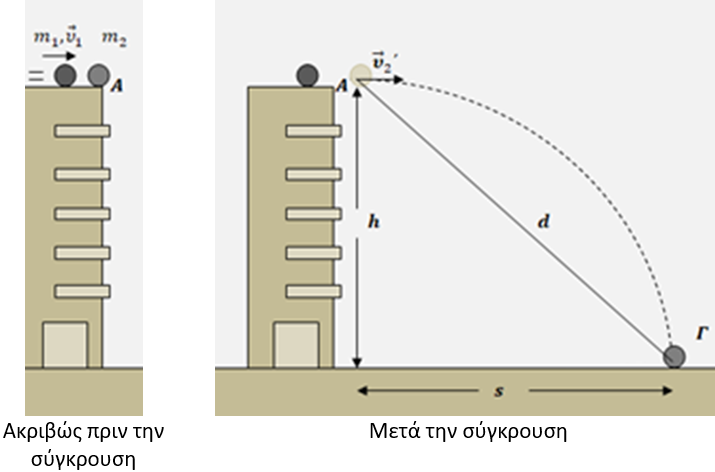 m₁, v⃗₁ m₂
A
v⃗₂´
A
h
d
Γ
s
Ακριβώς πριν την
σύγκρουση
Μετά την σύγκρουση